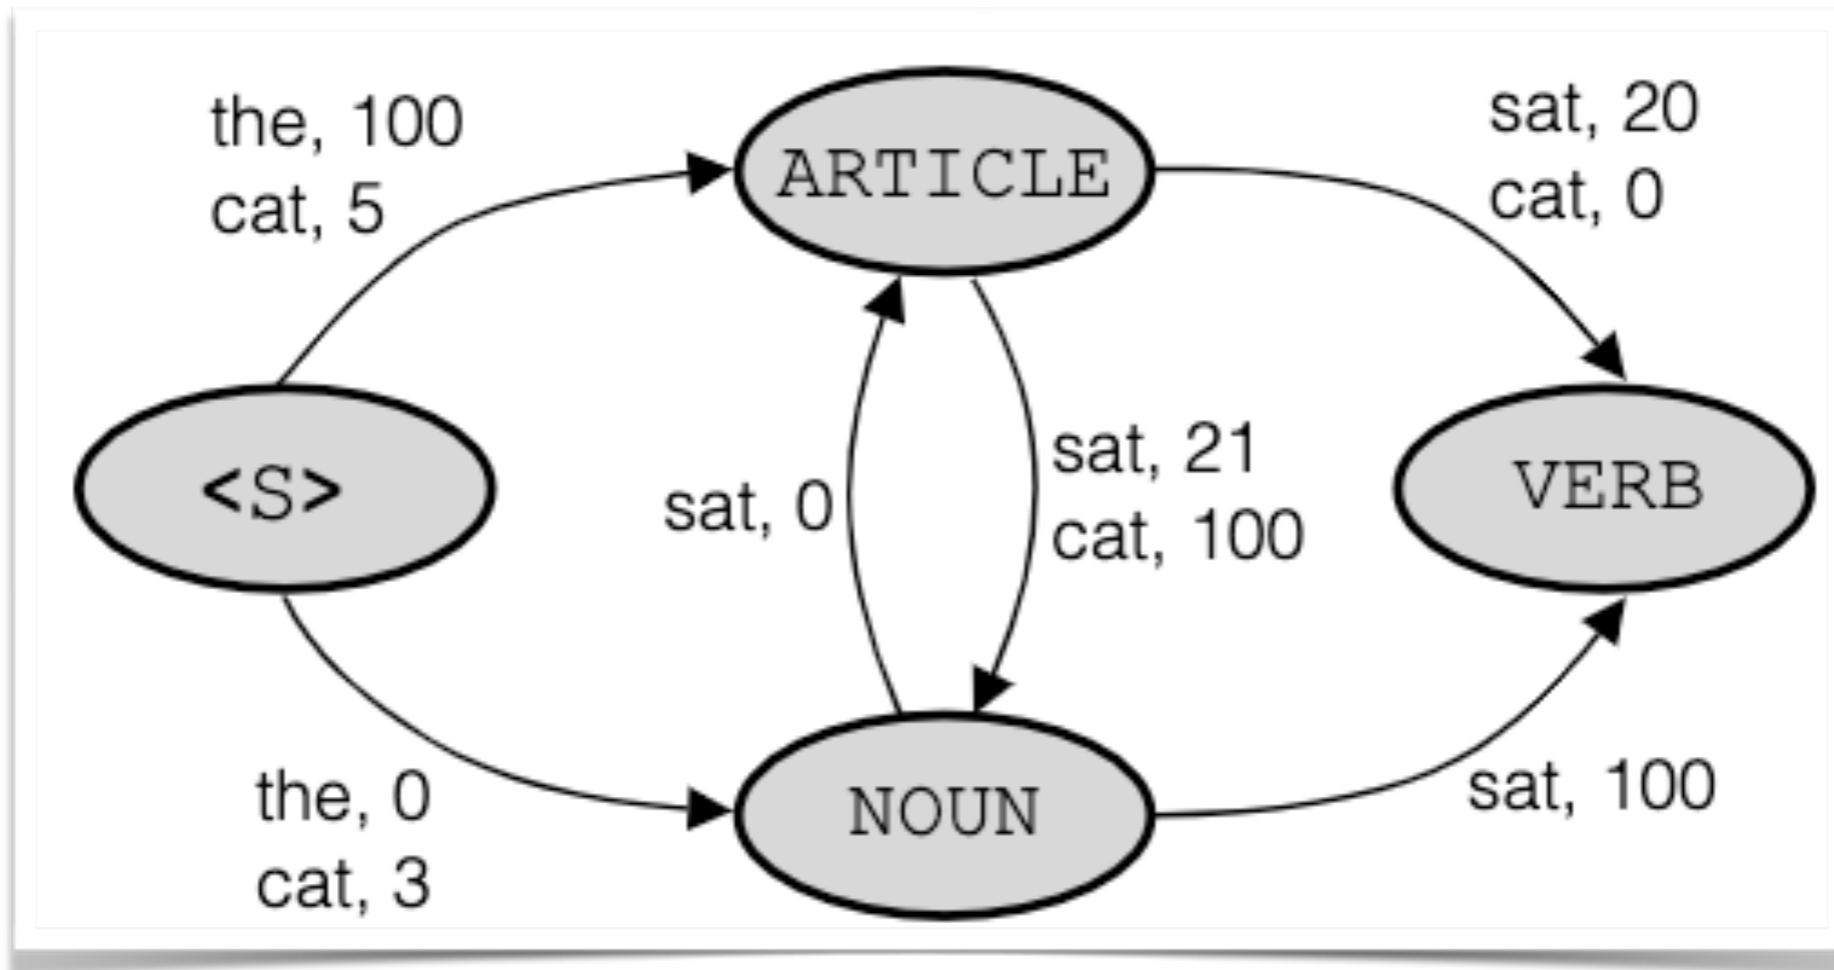 the, 100
cat, 5
ARTICLE
sat, 20
cat, 0
<S>
sat, 0
sat, 21
cat, 100
VERB
the, 0
cat, 3
NOUN
sat, 100